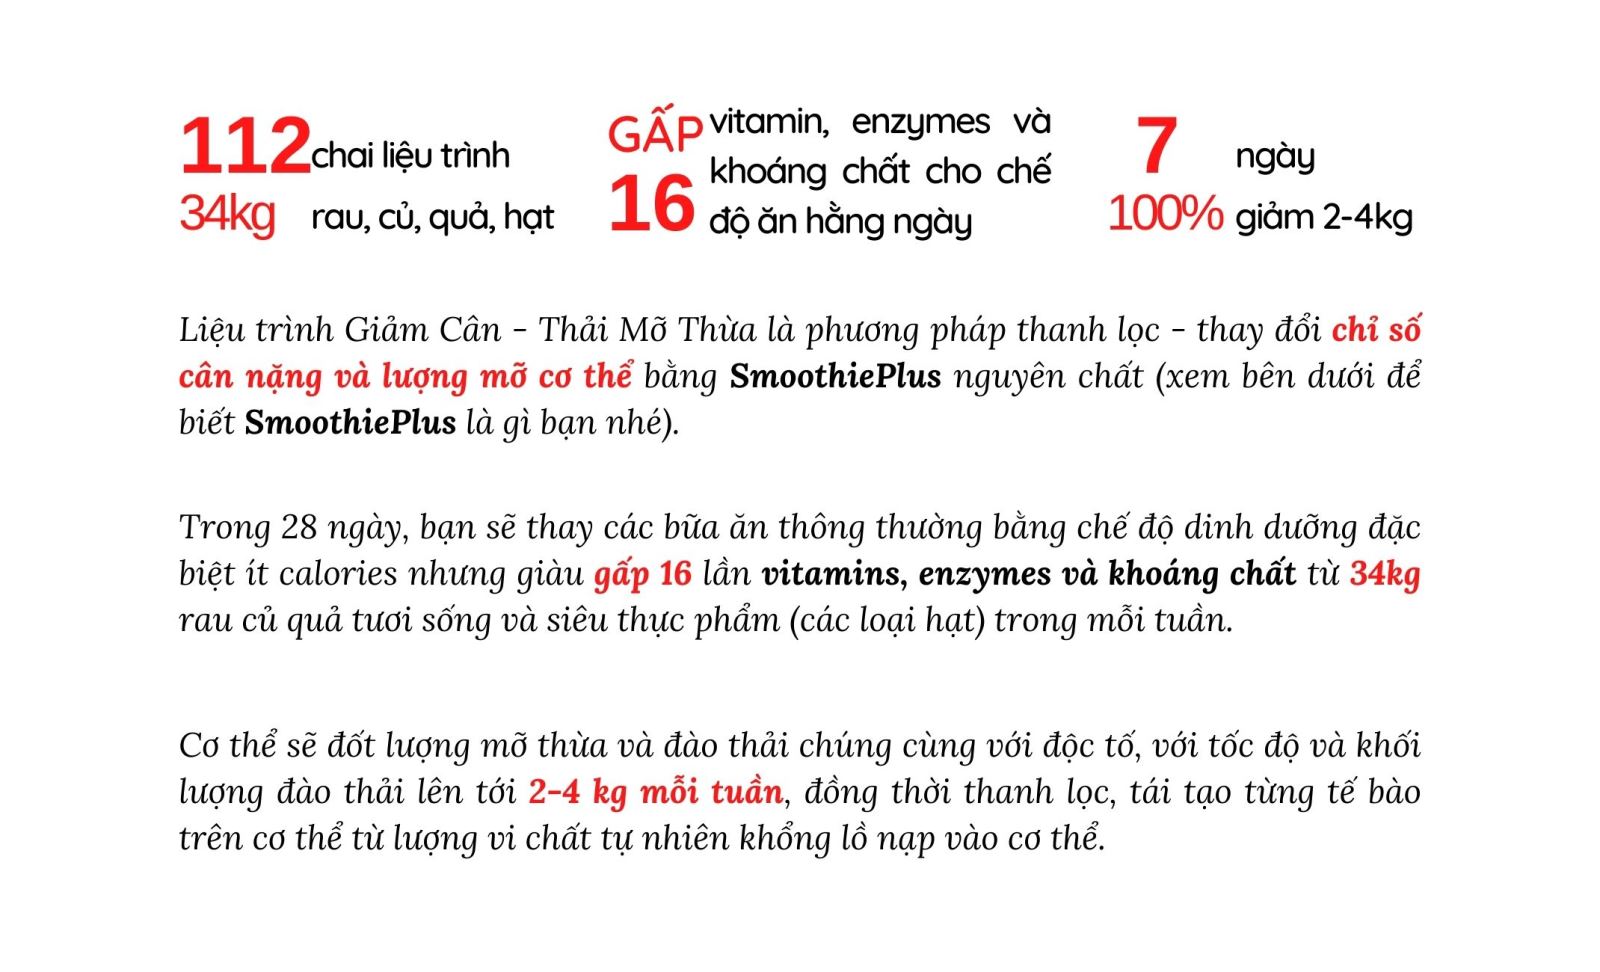 112 chai liệu trình
34kg rau, củ, quả, hạt
GẤP
16
vitamin, enzymes và
khoáng chất cho chế
độ ăn hằng ngày
7 ngày
100% giảm 2-4kg
Liệu trình Giảm Cân - Thải Mỡ Thừa là phương pháp thanh lọc - thay đổi chỉ số
cân nặng và lượng mỡ cơ thể bằng SmoothiePlus nguyên chất (xem bên dưới để
biết SmoothiePlus là gì bạn nhé).
Trong 28 ngày, bạn sẽ thay các bữa ăn thông thường bằng chế độ dinh dưỡng đặc
biệt ít calories nhưng giàu gấp 16 lần vitamins, enzymes và khoáng chất từ 34kg
rau củ quả tươi sống và siêu thực phẩm (các loại hạt) trong mỗi tuần.
Cơ thể sẽ đốt lượng mỡ thừa và đào thải chúng cùng với độc tố, với tốc độ và khối
lượng đào thải lên tới 2-4 kg mỗi tuần, đồng thời thanh lọc, tái tạo từng tế bào
trên cơ thể từ lượng vi chất tự nhiên khổng lồ nạp vào cơ thể.